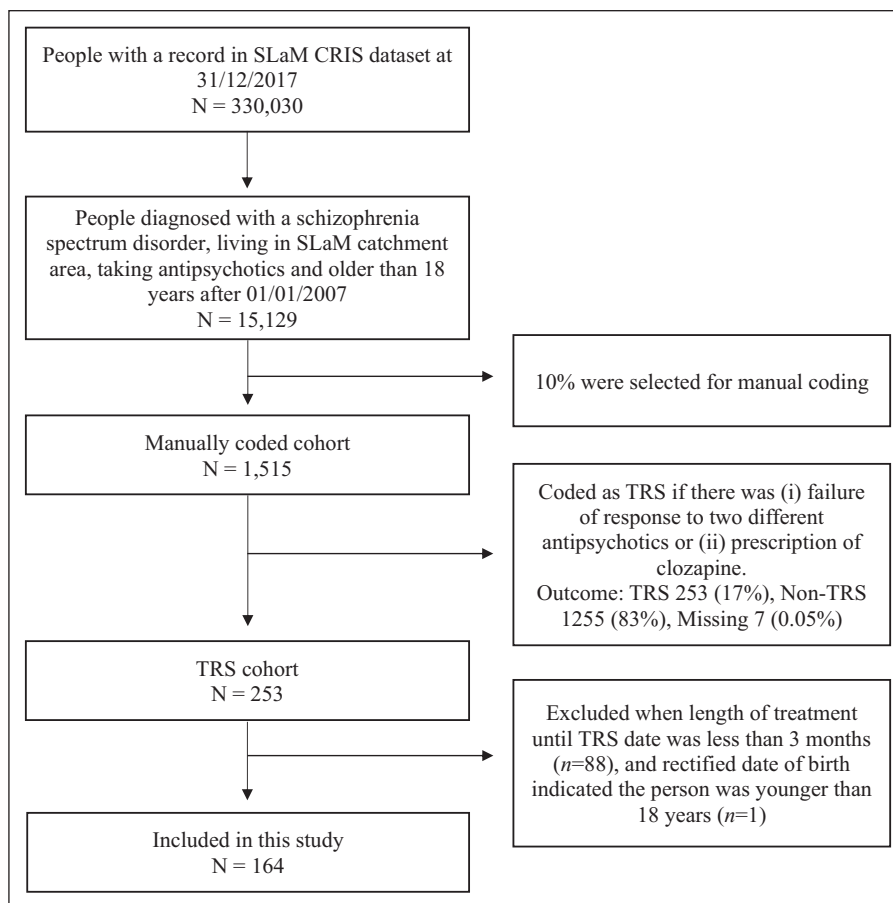 People with a record in SLaM CRIS dataset at
31/12/2017
N = 330,030
People diagnosed with a schizophrenia
spectrum disorder, living in SLaM catchment
area, taking antipsychotics and older than 18
years after 01/01/2007
N = 15,129
10% were selected for manual coding
Manually coded cohort
N = 1,515
Coded as TRS if there was (i) failure
of response to two different
antipsychotics or (ii) prescription of
clozapine.
Outcome: TRS 253 (17%), Non-TRS
1255 (83%), Missing 7 (0.05%)
TRS cohort
N = 253
Excluded when length of treatment
until TRS date was less than 3 months
(n=88), and rectified date of birth
indicated the person was younger than
18 years (n=1)
Included in this study
N = 164